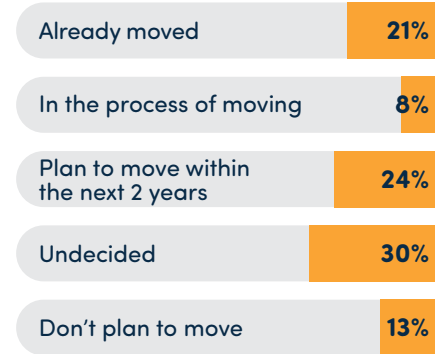 Already moved 21%
In the process of moving 8%
Plan to move within
the next 2 years 24%
Undecided 30%
Don’t plan to move 13%